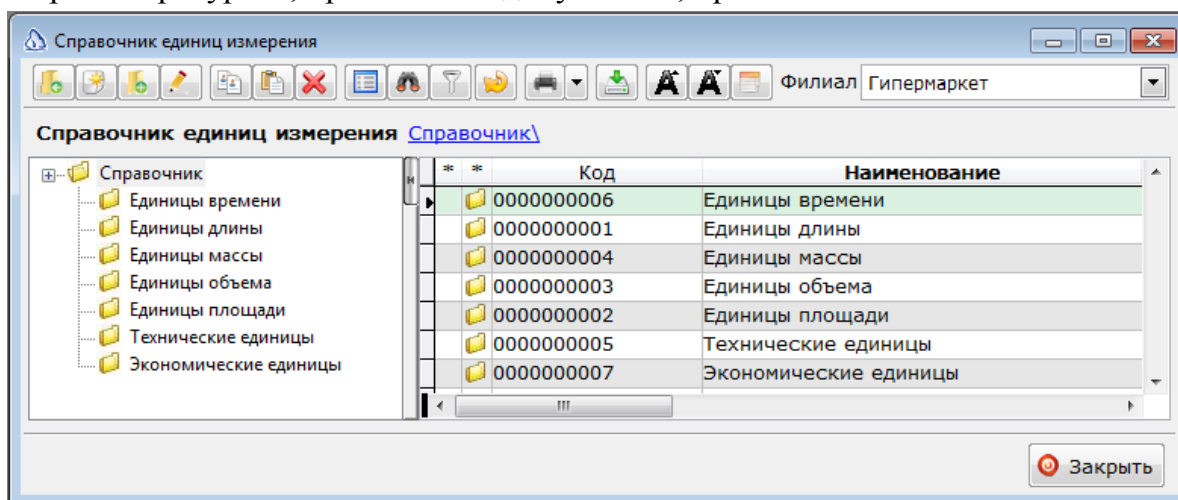 Справочник единиц измерения
Филиал Гипермаркет
Справочник единиц измерения Справочник\
Справочник
Единицы времени
Единицы длины
Единицы массы
Единицы объема
Единицы площади
Технические единицы
Экономические единицы
* * Код Наименование
0000000006 Единицы времени
0000000001 Единицы длины
0000000004 Единицы массы
0000000003 Единицы объема
0000000002 Единицы площади
0000000005 Технические единицы
0000000007 Экономические единицы
Закрыть